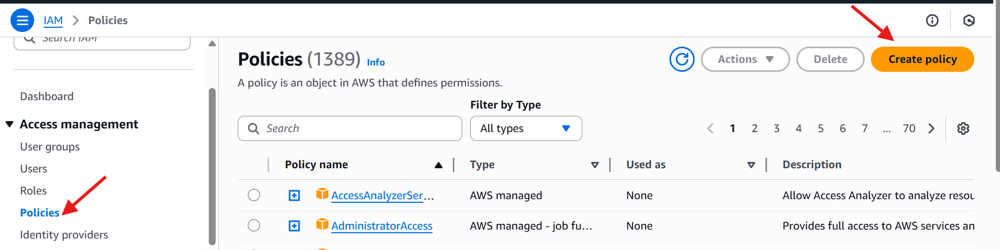 IAM > Policies
Search IAM
Dashboard
Access management
User groups
Users
Roles
Policies
Identity providers
Policies (1389) Info
Actions
Delete
Create policy
A policy is an object in AWS that defines permissions.
Filter by Type
Search
All types
1 2 3 4 5 6 7 ... 70
Policy name Type Used as Description
AccessAnalyzerSer... AWS managed None Allow Access Analyzer to analyze resou
AdministratorAccess AWS managed - job fu... None Provides full access to AWS services an